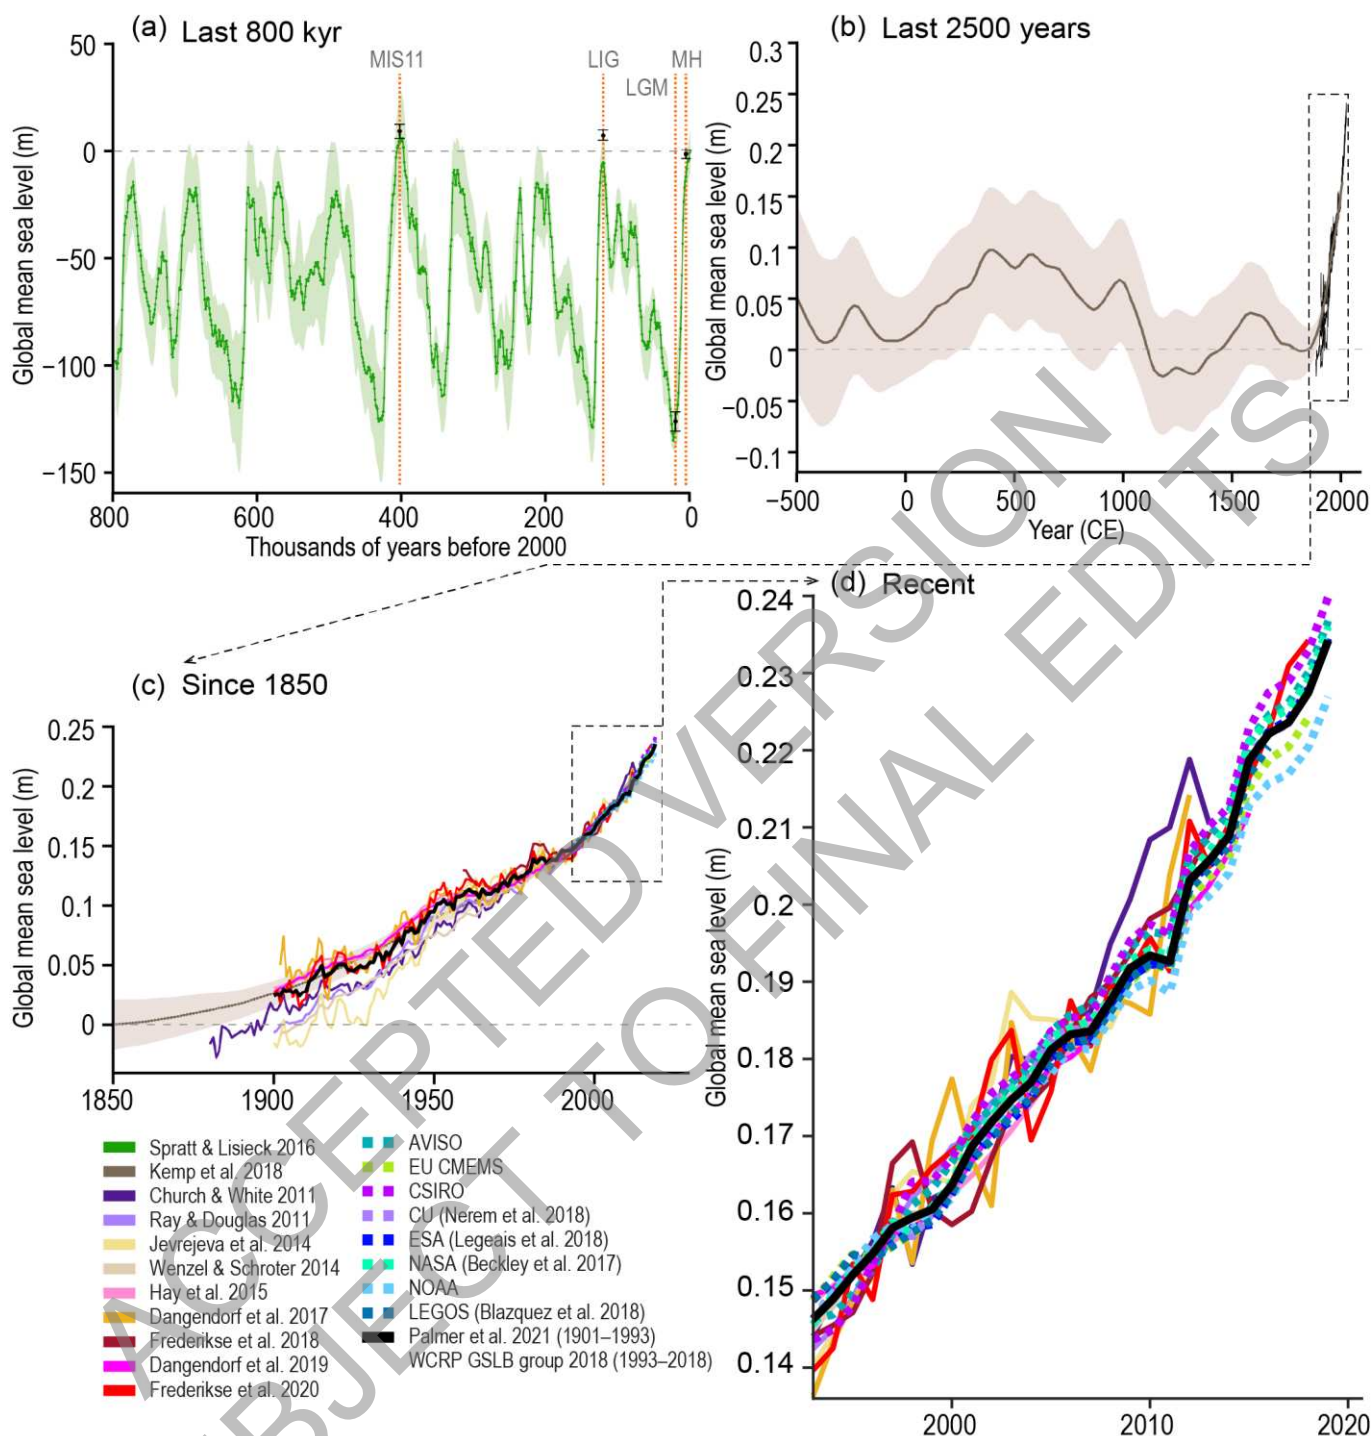 (a) Last 800 kyr
50
0
−50
−100
−150
Global mean sea level (m)
MIS11
LIG
LGM
MH
800
600
400
200
0
Thousands of years before 2000
(b) Last 2500 years
0.3
0.25
0.2
0.15
0.1
0.05
0
−0.05
−0.1
Global mean sea level (m)
−500
0
500
1000
1500
2000
Year (CE)
(c) Since 1850
0.25
0.2
0.15
0.1
0.05
0
Global mean sea level (m)
1850
1900
1950
2000
(d) Recent
0.24
0.23
0.22
0.21
0.2
0.19
0.18
0.17
0.16
0.15
0.14
Global mean sea level (m)
2000
2010
2020
Spratt & Lisieck 2016
Kemp et al. 2018
Church & White 2011
Ray & Douglas 2011
Jevrejeva et al. 2014
Wenzel & Schroter 2014
Hay et al. 2015
Dangendorf et al. 2017
Frederikse et al. 2018
Dangendorf et al. 2019
Frederikse et al. 2020
AVISO
EU CMEMS
CSIRO
CU (Nerem et al. 2018)
ESA (Legeais et al. 2018)
NASA (Beckley et al. 2017)
NOAA
LEGOS (Blazquez et al. 2018)
Palmer et al. 2021 (1901–1993)
WCRP GSLB group 2018 (1993–2018)
ACCEPTED VERSION
SUBJECT TO FINAL EDITS